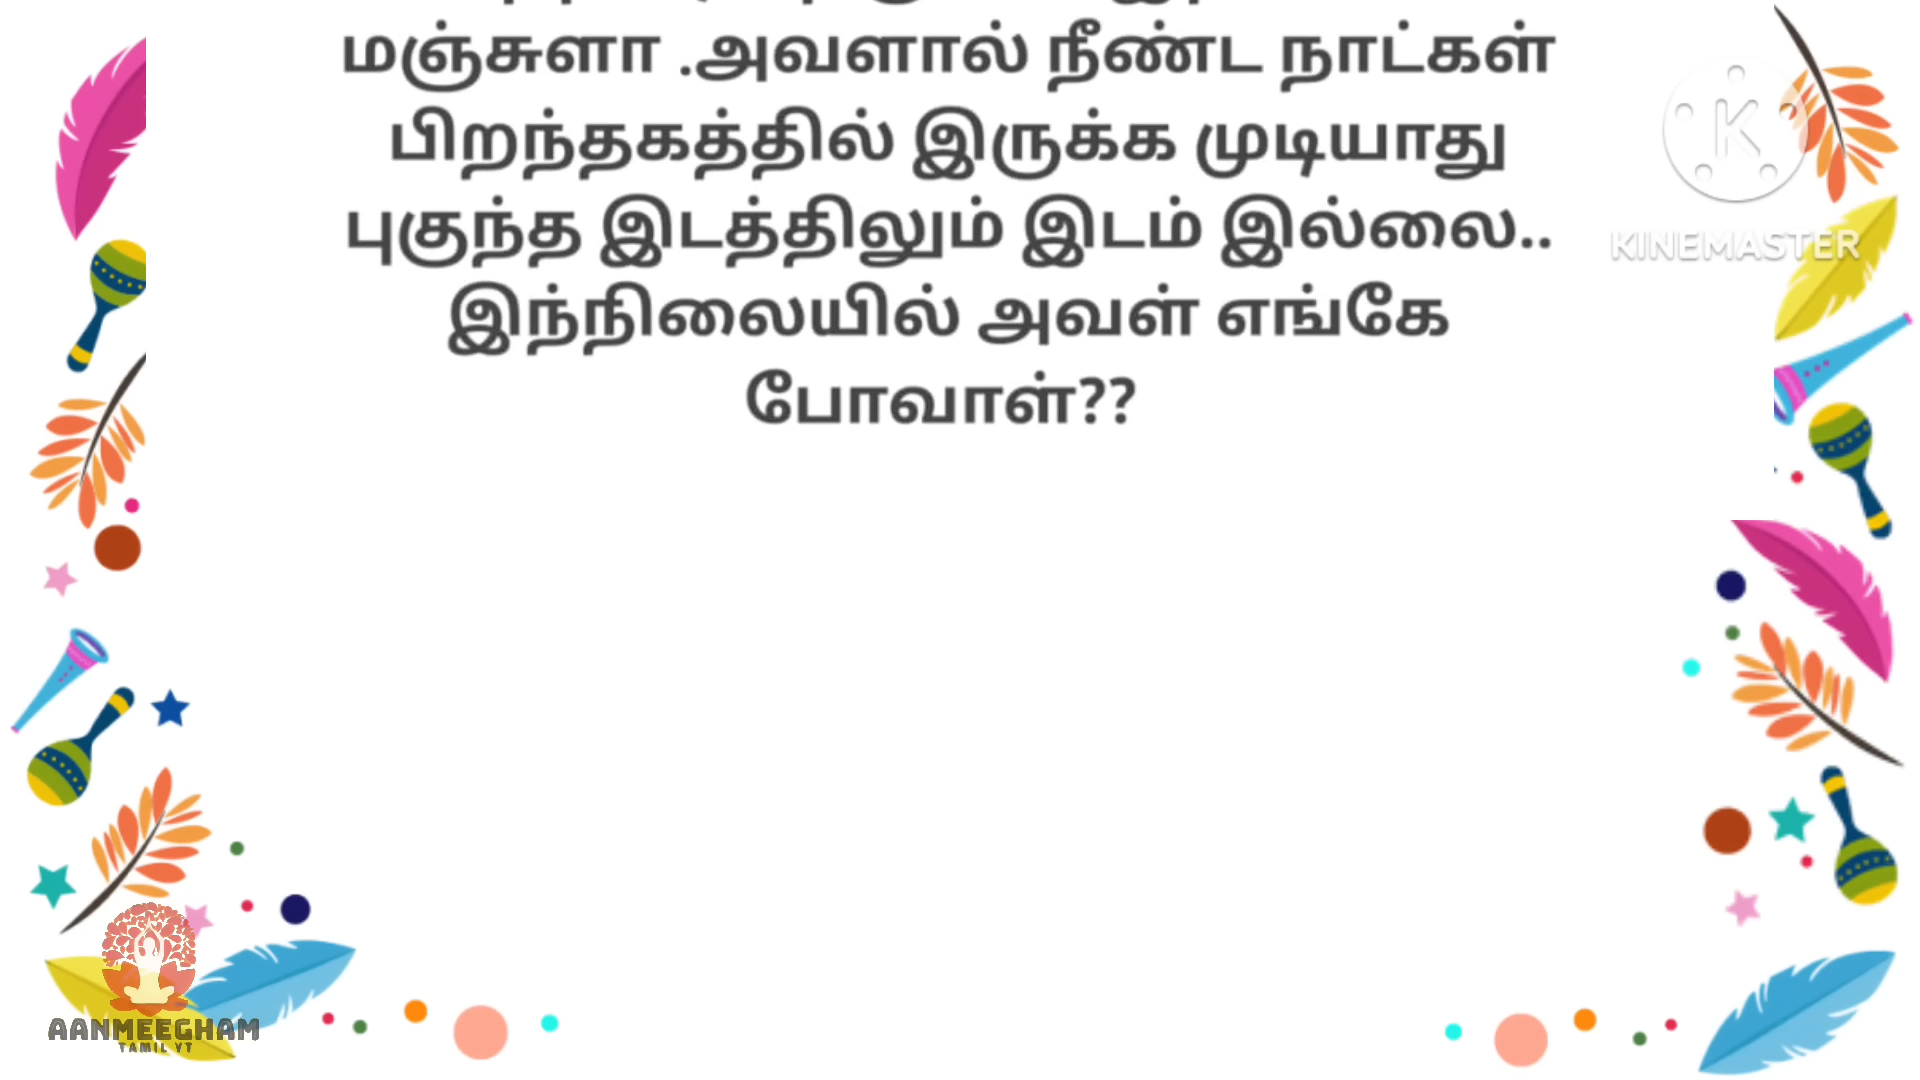 மஞ்சுளா .அவளால் நீண்ட நாட்கள்
பிறந்தகத்தில் இருக்க முடியாது
புகுந்த இடத்திலும் இடம் இல்லை..
இந்நிலையில் அவள் எங்கே
போவாள்??
K
KINEMASTER
AANMEEGHAM
TAMIL YT